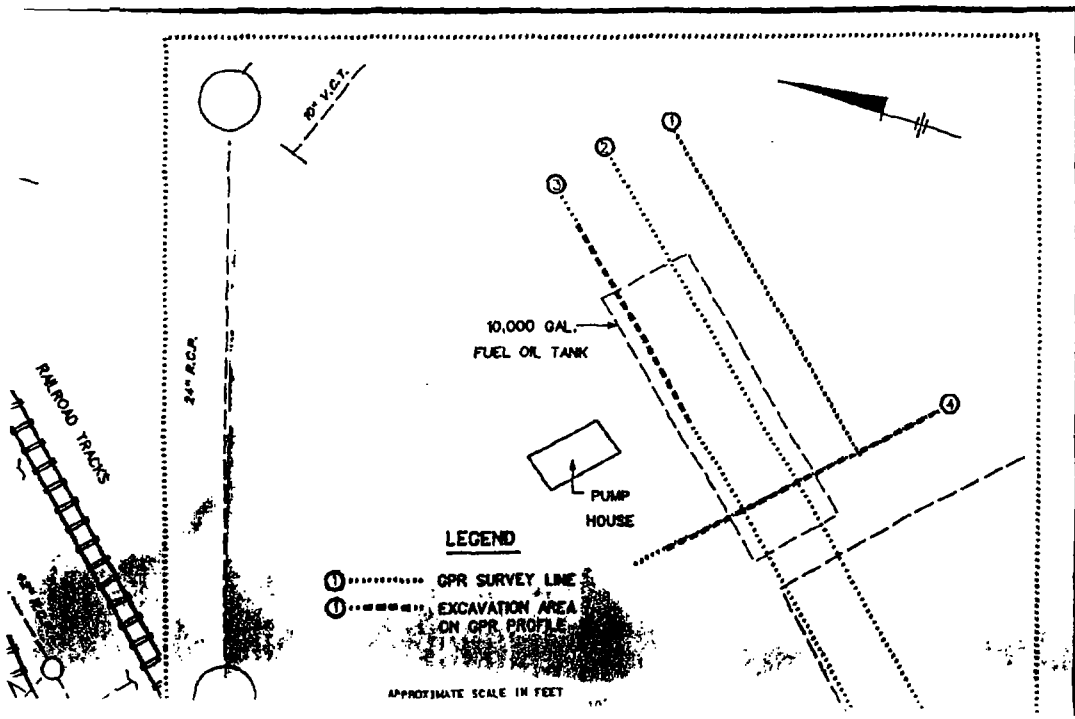 10" V.C.T.
1
2
3
24" R.C.P.
10,000 GAL.
FUEL OIL TANK
RAILROAD TRACKS
4
PUMP
HOUSE
LEGEND
1 GPR SURVEY LINE
1 EXCAVATION AREA
ON GPR PROFILE
APPROXIMATE SCALE IN FEET
10'